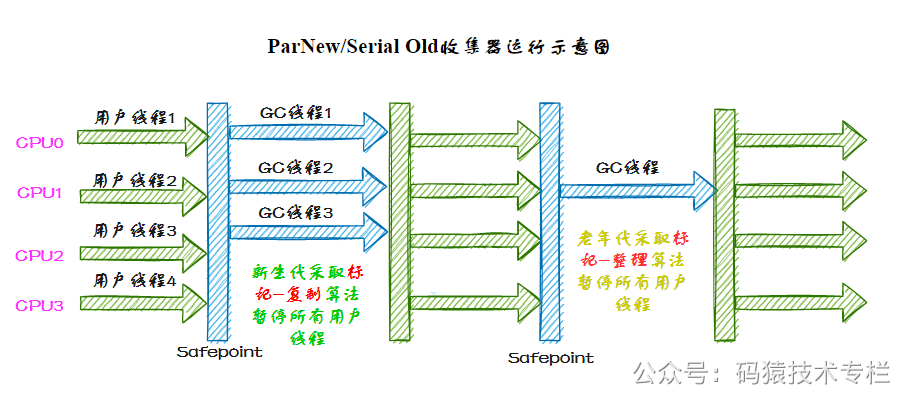 ParNew/Serial Old收集器运行示意图
用户线程1
GC线程1
CPU0
用户线程2
GC线程2
GC线程
CPU1
用户线程3
GC线程3
CPU2
用户线程4
CPU3
新生代采取标
记-复制算法
暂停所有用户
线程
老年代采取标
记-整理算法
暂停所有用户
线程
Safepoint
Safepoint
公众号：码猿技术专栏